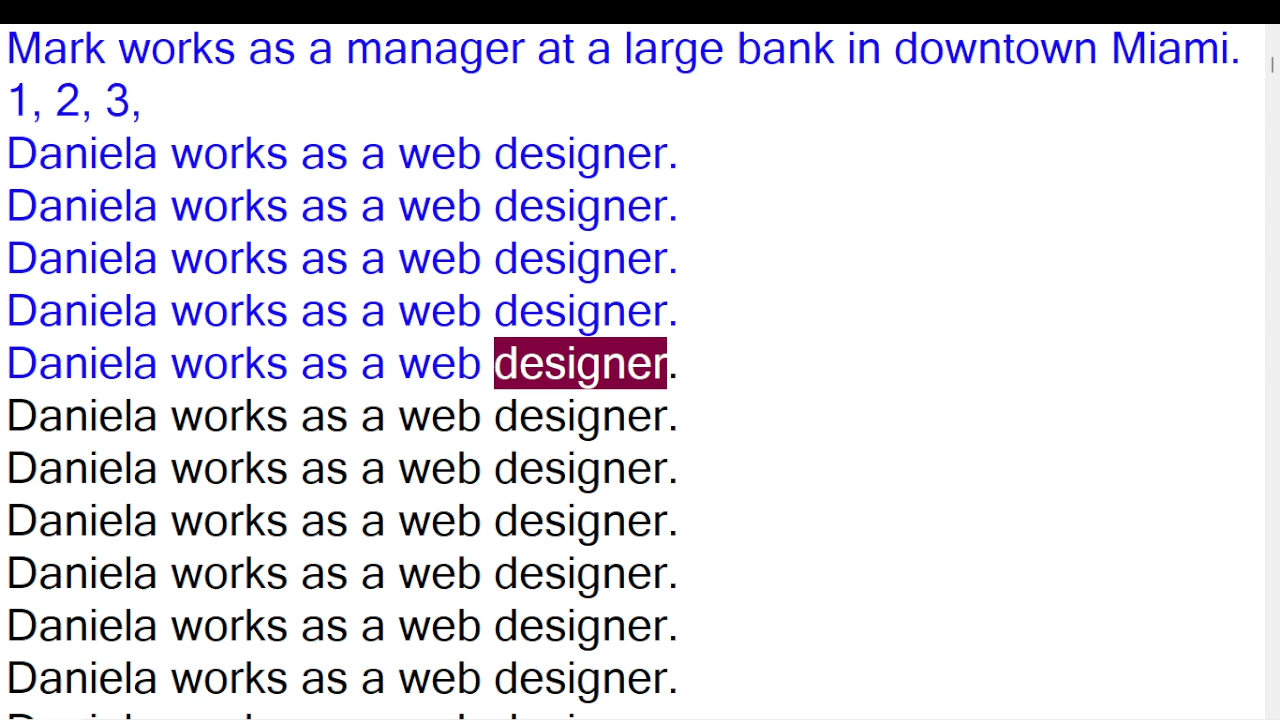 Mark works as a manager at a large bank in downtown Miami.
1, 2, 3,
Daniela works as a web designer.
Daniela works as a web designer.
Daniela works as a web designer.
Daniela works as a web designer.
Daniela works as a web designer.
Daniela works as a web designer.
Daniela works as a web designer.
Daniela works as a web designer.
Daniela works as a web designer.
Daniela works as a web designer.
Daniela works as a web designer.